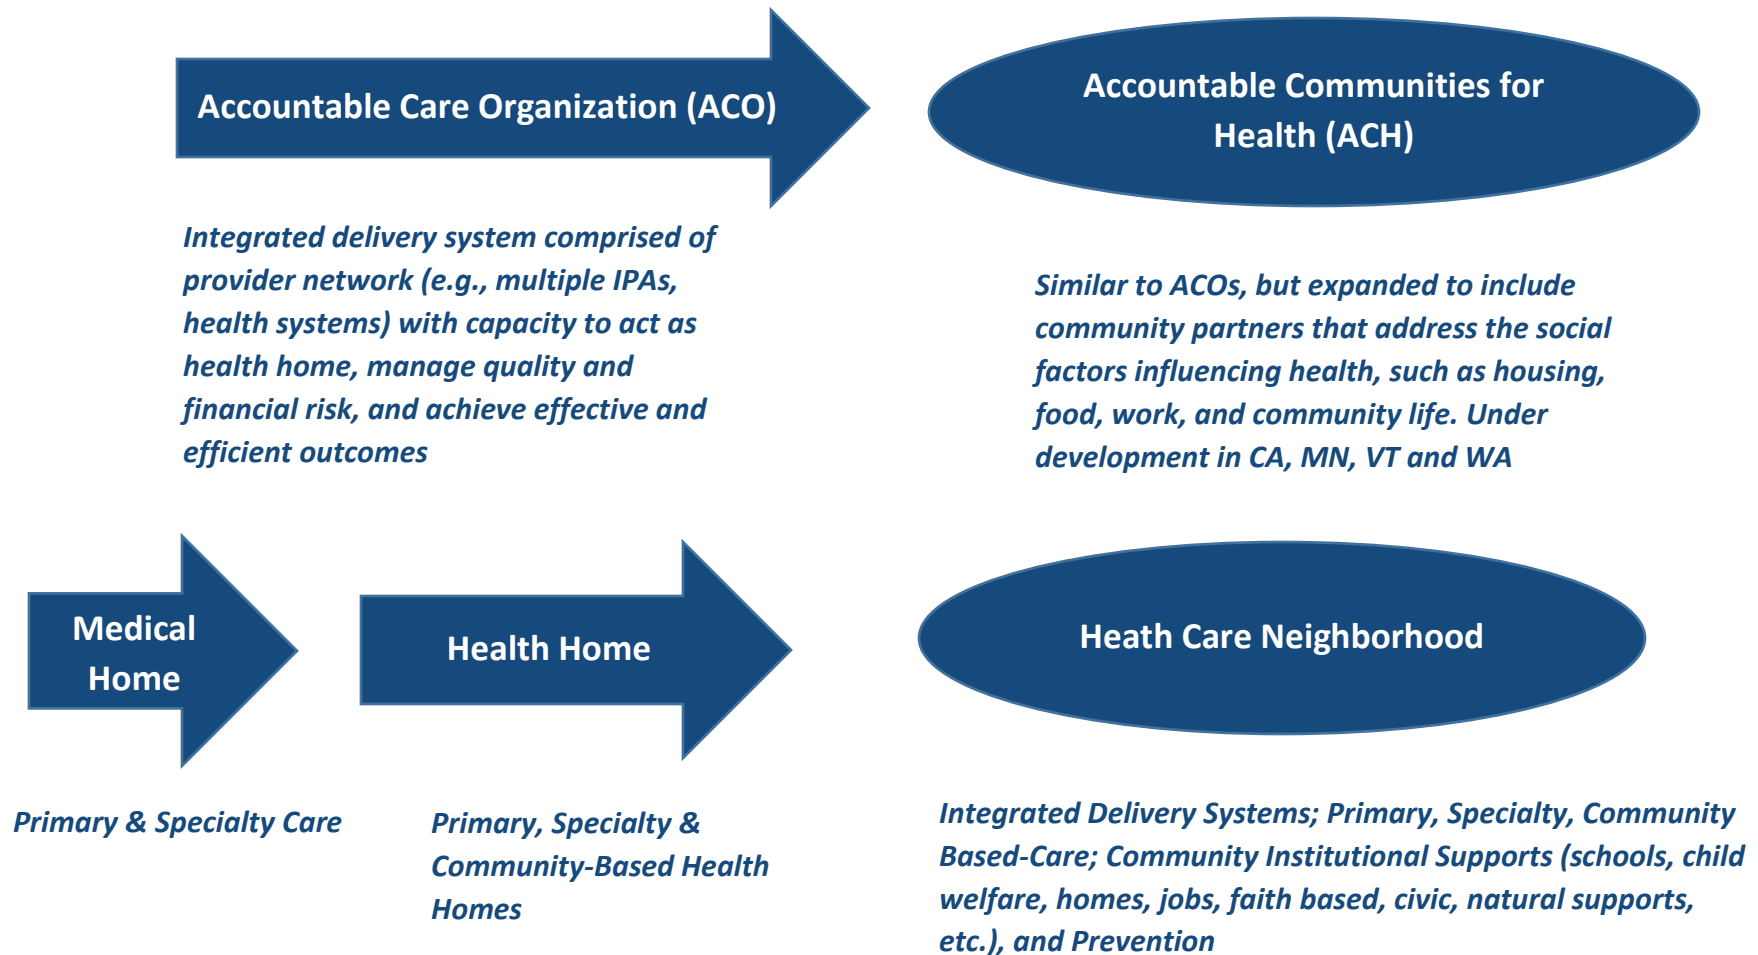 Accountable Care Organization (ACO)
Accountable Communities for
Health (ACH)
Integrated delivery system comprised of
provider network (e.g., multiple IPAs,
health systems) with capacity to act as
health home, manage quality and
financial risk, and achieve effective and
efficient outcomes
Similar to ACOs, but expanded to include
community partners that address the social
factors influencing health, such as housing,
food, work, and community life. Under
development in CA, MN, VT and WA
Medical
Home
Health Home
Heath Care Neighborhood
Primary & Specialty Care
Primary, Specialty &
Community-Based Health
Homes
Integrated Delivery Systems; Primary, Specialty, Community
Based-Care; Community Institutional Supports (schools, child
welfare, homes, jobs, faith based, civic, natural supports,
etc.), and Prevention